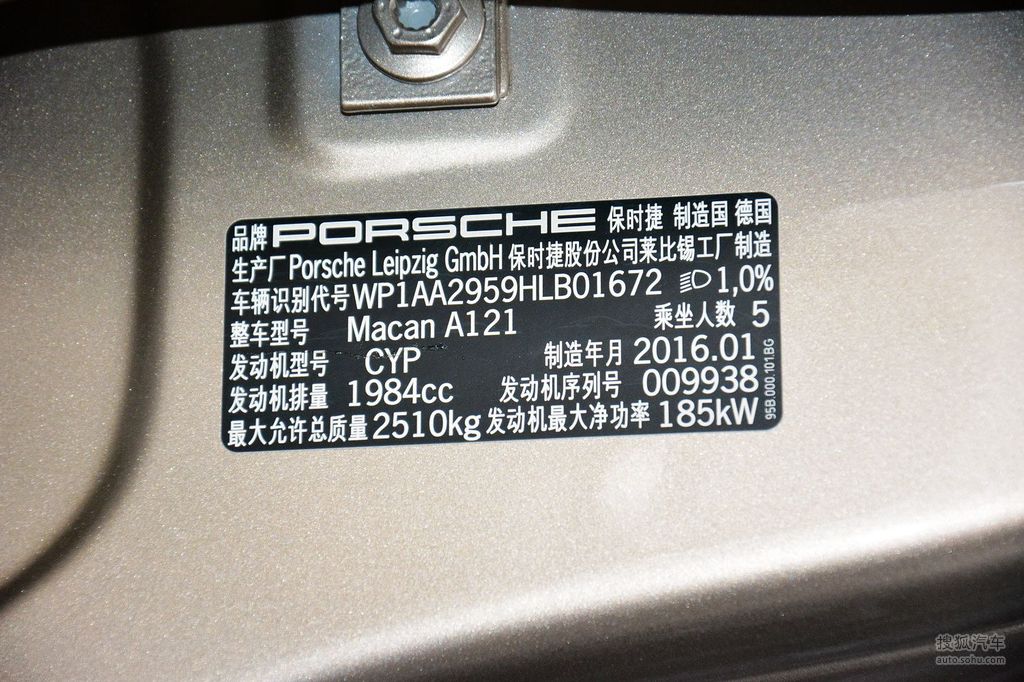 品牌 PORSCHE 保时捷 制造国 德国
生产厂 Porsche Leipzig GmbH 保时捷股份公司莱比锡工厂制造
车辆识别代号 WP1AA2959HLB01672 1,0%
整车型号 Macan A121 乘坐人数 5
发动机型号 CYP 制造年月 2016.01
发动机排量 1984cc 发动机序列号 009938
最大允许总质量 2510kg 发动机最大净功率 185kW
95B.000.101.BG
搜狐汽车
auto.sohu.com